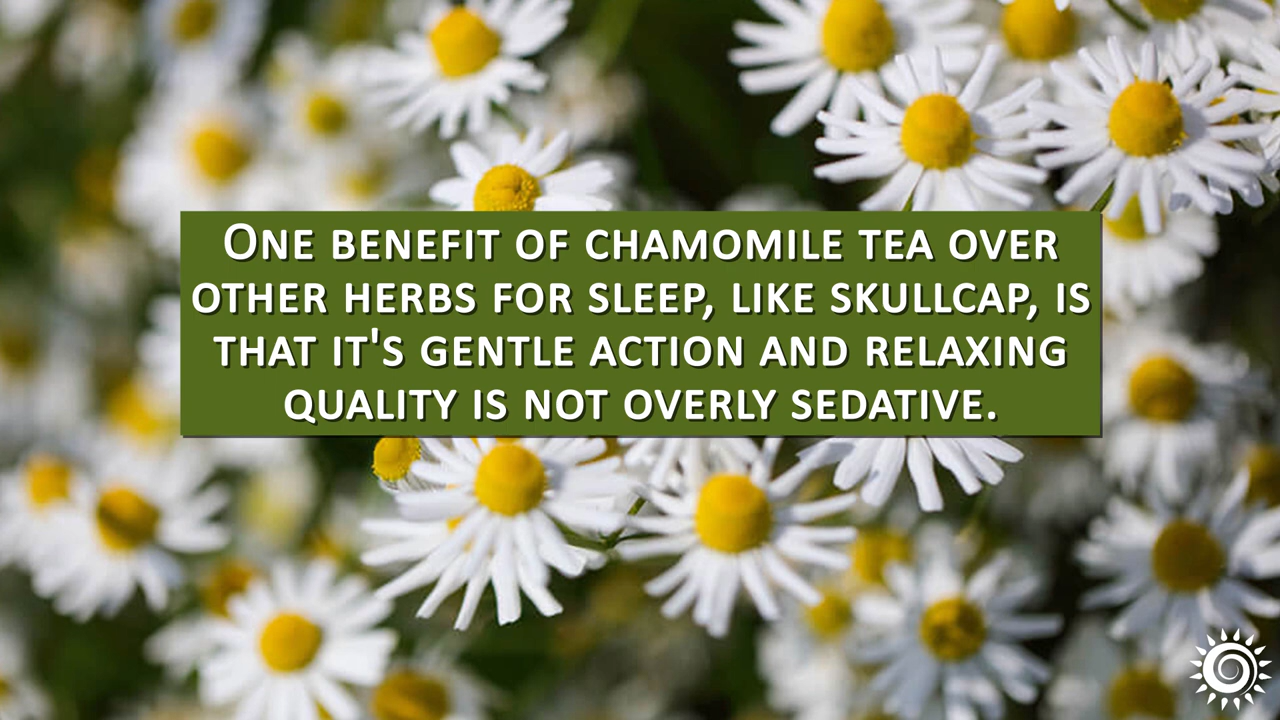 One benefit of chamomile tea over
other herbs for sleep, like skullcap, is
that it's gentle action and relaxing
quality is not overly sedative.